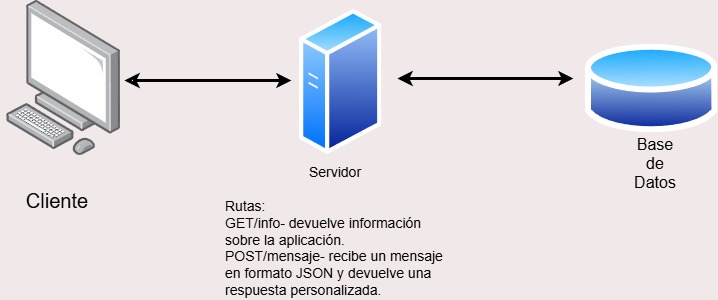 Cliente
Servidor
Base
de
Datos
Rutas:
GET/info- devuelve información
sobre la aplicación.
POST/mensaje- recibe un mensaje
en formato JSON y devuelve una
respuesta personalizada.